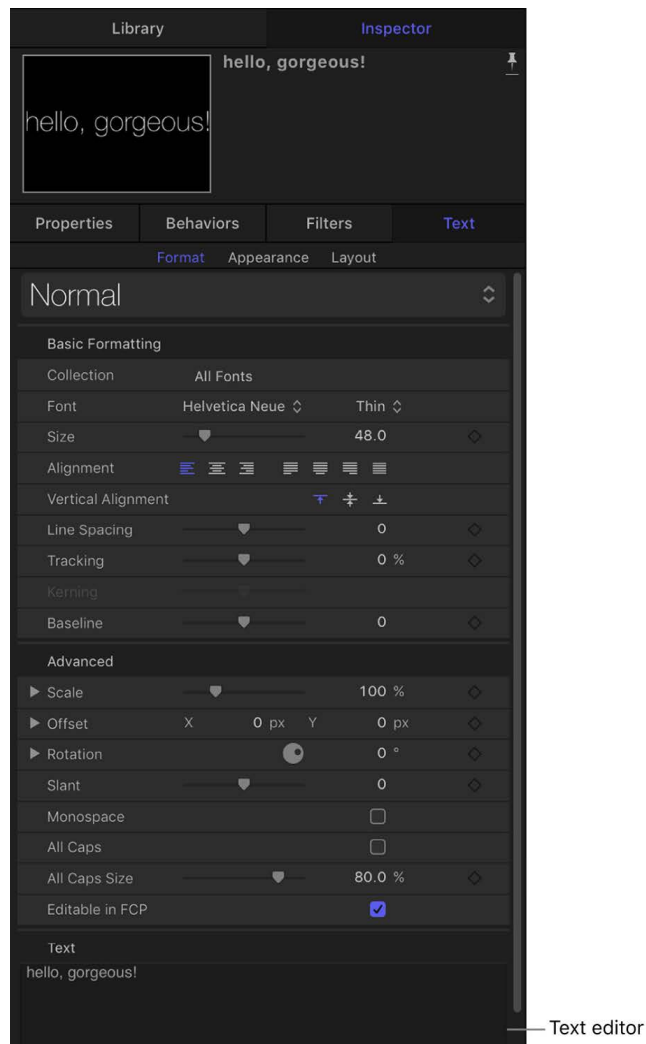 Library Inspector
hello, gorgeous!
hello, gorgeous!
Properties Behaviors Filters Text
Format Appearance Layout
Normal
Basic Formatting
Collection All Fonts
Font Helvetica Neue Thin
Size 48.0
Alignment
Vertical Alignment
Line Spacing 0
Tracking 0 %
Kerning
Baseline 0
Advanced
Scale 100 %
Offset X 0 px Y 0 px
Rotation 0 °
Slant 0
Monospace
All Caps
All Caps Size 80.0 %
Editable in FCP
Text
hello, gorgeous!
Text editor